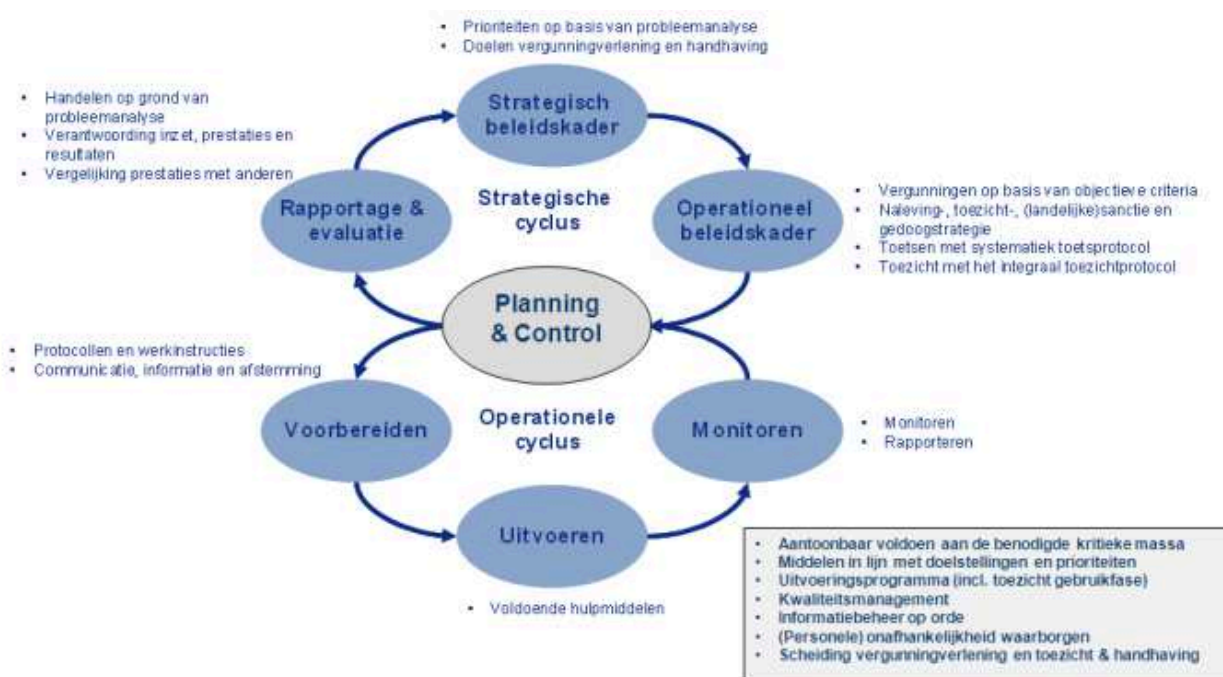 • Prioriteiten op basis van probleemanalyse
• Doelen vergunningverlening en handhaving
• Handelen op grond van
probleemanalyse
• Verantwoording inzet, prestaties en
resultaten
• Vergelijking prestaties met anderen
Strategisch
beleidskader
Rapportage &
evaluatie
Strategische
cyclus
Operationeel
beleidskader
• Vergunningen op basis van objectieve criteria
• Naleving-, toezicht-, (landelijke)sanctie en
gedoogstrategie
• Toetsen met systematiek toetsprotocol
• Toezicht met het integraal toezichtprotocol
Planning
& Control
• Protocollen en werkinstructies
• Communicatie, informatie en afstemming
Voorbereiden
Operationele
cyclus
Monitoren
• Monitoren
• Rapporteren
Uitvoeren
• Voldoende hulpmiddelen
• Aantoonbaar voldoen aan de benodigde kritieke massa
• Middelen in lijn met doelstellingen en prioriteiten
• Uitvoeringsprogramma (incl. toezicht gebruikfase)
• Kwaliteitsmanagement
• Informatiebeheer op orde
• (Personele) onafhankelijkheid waarborgen
• Scheiding vergunningverlening en toezicht & handhaving